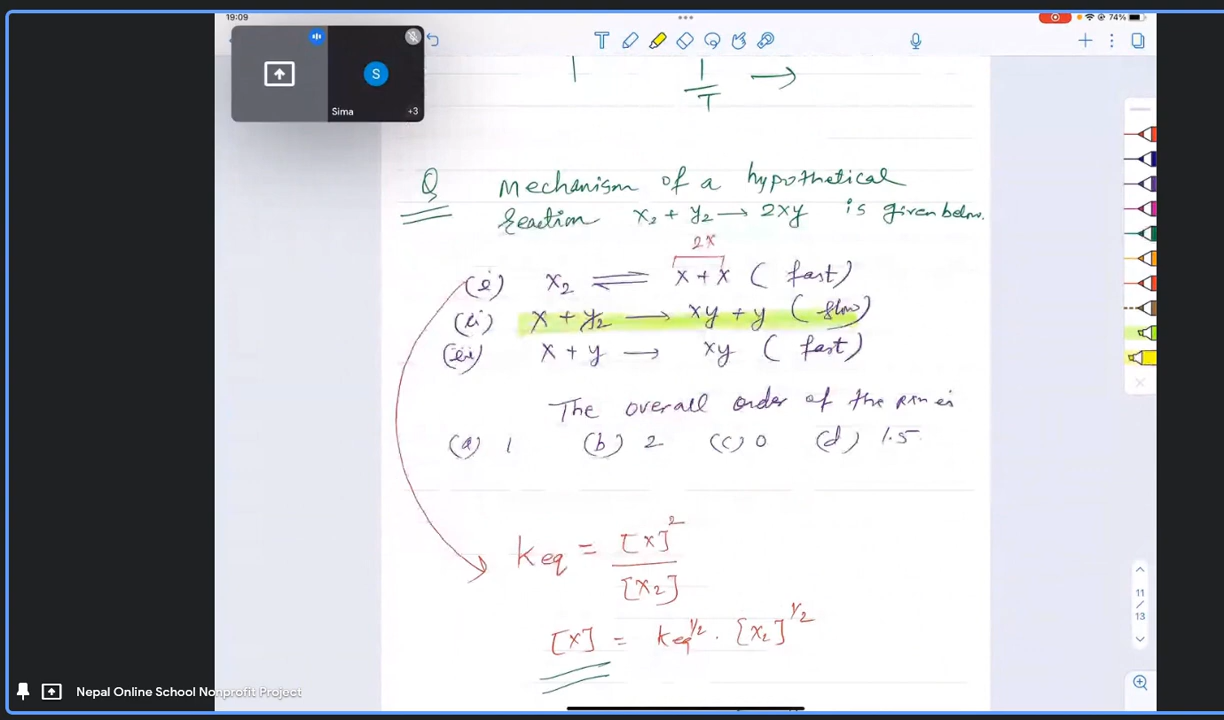 19:09
74%
T
S
Sima
+3
1
T
Q Mechanism of a hypothetical
Reaction x₂ + y₂ → 2xy is given below.
2x
(i) x₂ ⇌ x + x ( fast)
(ii) x + y₂ → xy + y ( slow)
(iii) x + y → xy ( fast)
The overall order of the rxn is
(a) 1 (b) 2 (c) 0 (d) 1.5
keq = [x]² / [x₂]
[x] = keq^1/2 . [x₂]^1/2
11
/
13
Nepal Online School Nonprofit Project